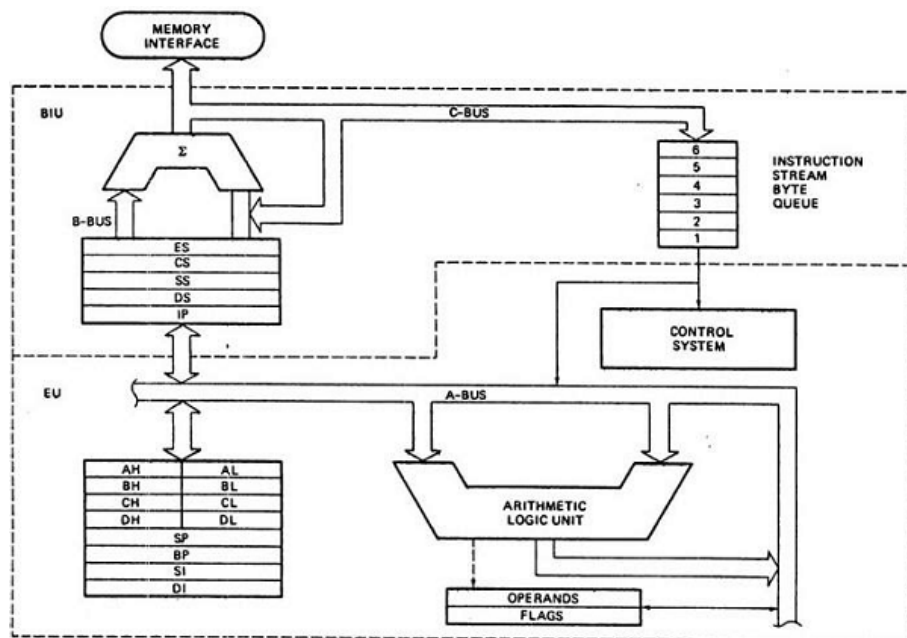 MEMORY
INTERFACE
BIU
C-BUS
Σ
B-BUS
6
5
4
3
2
1
INSTRUCTION
STREAM
BYTE
QUEUE
ES
CS
SS
DS
IP
CONTROL
SYSTEM
EU
A-BUS
AH AL
BH BL
CH CL
DH DL
SP
BP
SI
DI
ARITHMETIC
LOGIC UNIT
OPERANDS
FLAGS